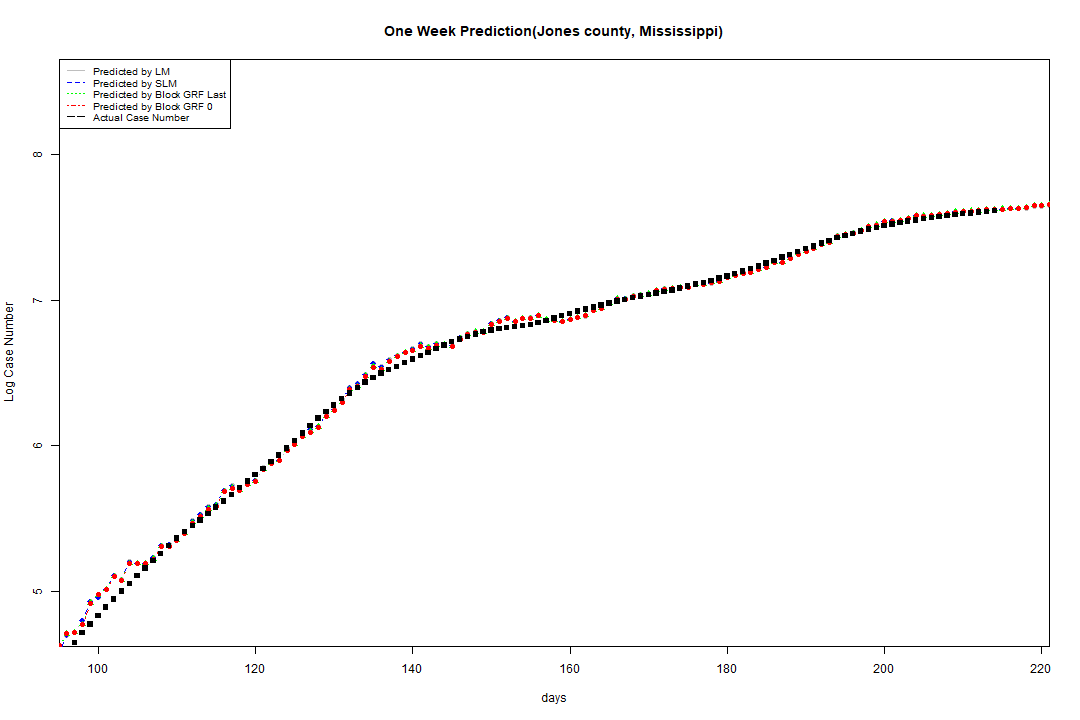 One Week Prediction(Jones county, Mississippi)
Predicted by LM
Predicted by SLM
Predicted by Block GRF Last
Predicted by Block GRF 0
Actual Case Number
8
7
6
5
Log Case Number
100 120 140 160 180 200 220
days